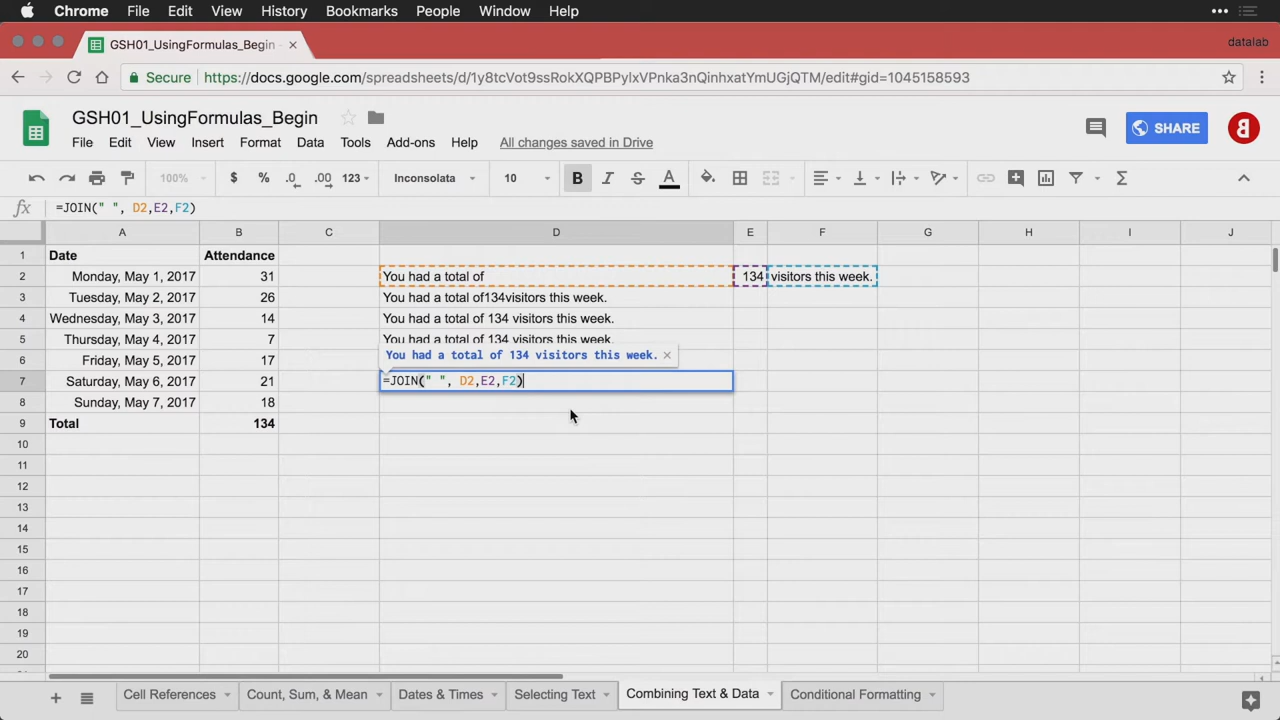 Chrome File Edit View History Bookmarks People Window Help
GSH01_UsingFormulas_Begin
datalab
Secure https://docs.google.com/spreadsheets/d/1y8tcVot9ssRokXQPBPylxVPnka3nQinhxatYmUGjQTM/edit#gid=1045158593
GSH01_UsingFormulas_Begin
SHARE
File Edit View Insert Format Data Tools Add-ons Help All changes saved in Drive
100% $ % .0 .00 123 Inconsolata 10 B I S A Σ
fx =JOIN(" ", D2,E2,F2)
A B C D E F G H I J
1 Date Attendance
2 Monday, May 1, 2017 31 You had a total of 134 visitors this week.
3 Tuesday, May 2, 2017 26 You had a total of134visitors this week.
4 Wednesday, May 3, 2017 14 You had a total of 134 visitors this week.
5 Thursday, May 4, 2017 7 You had a total of 134 visitors this week.
You had a total of 134 visitors this week. ×
6 Friday, May 5, 2017 17
7 Saturday, May 6, 2017 21 =JOIN(" ", D2,E2,F2)
8 Sunday, May 7, 2017 18
9 Total 134
10
11
12
13
14
15
16
17
18
19
20
Cell References Count, Sum, & Mean Dates & Times Selecting Text Combining Text & Data Conditional Formatting